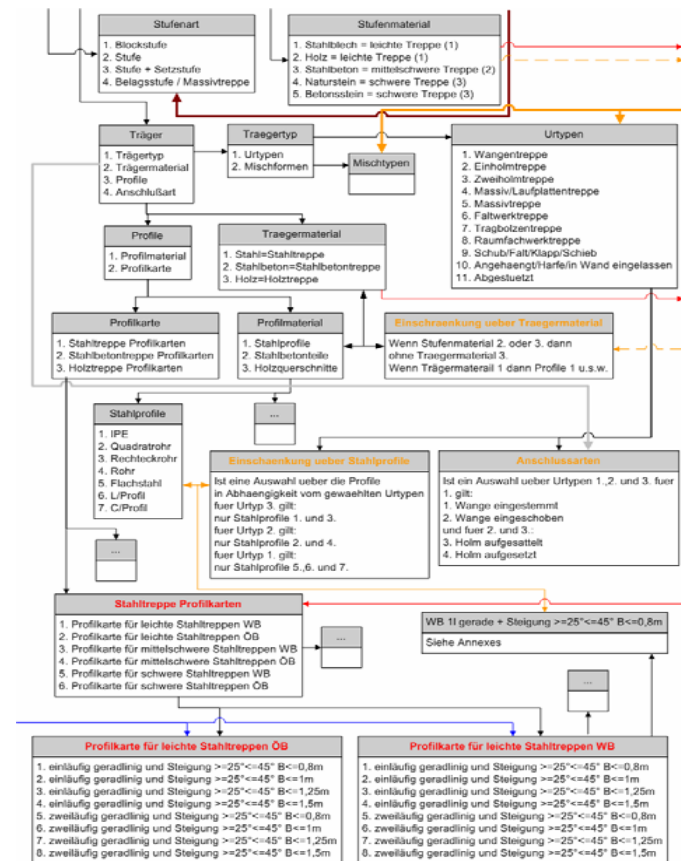 Stufenart
1. Blockstufe
2. Stufe
3. Stufe + Setzstufe
4. Belagsstufe / Massivtreppe
Stufenmaterial
1. Stahlblech = leichte Treppe (1)
2. Holz = leichte Treppe (1)
3. Stahlbeton = mittelschwere Treppe (2)
4. Naturstein = schwere Treppe (3)
5. Betonsstein = schwere Treppe (3)
Träger
1. Trägertyp
2. Trägermaterial
3. Profile
4. Anschlußart
Traegertyp
1. Urtypen
2. Mischformen
Mischtypen
Urtypen
1. Wangentreppe
2. Einholmtreppe
3. Zweiholmtreppe
4. Massiv/Laufplattentreppe
5. Massivtreppe
6. Faltwerktreppe
7. Tragbolzentreppe
8. Raumfachwerktreppe
9. Schub/Falt/Klapp/Schieb
10. Angehaengt/Harfe/in Wand eingelassen
11. Abgestuetzt
Profile
1. Profilmaterial
2. Profilkarte
Traegermaterial
1. Stahl=Stahltreppe
2. Stahlbeton=Stahlbetontreppe
3. Holz=Holztreppe
Profilkarte
1. Stahltreppe Profilkarten
2. Stahlbetontreppe Profilkarten
3. Holztreppe Profilkarten
Profilmaterial
1. Stahlprofile
2. Stahlbetonteile
3. Holzquerschnitte
Einschraenkung ueber Traegermaterial
Wenn Stufenmaterial 2. oder 3. dann
ohne Traegermaterial 3.
Wenn Trägermaterail 1 dann Profile 1 u.s.w.
Stahlprofile
1. IPE
2. Quadratrohr
3. Rechteckrohr
4. Rohr
5. Flachstahl
6. L/Profil
7. C/Profil
...
Einschaenkung ueber Stahlprofile
Ist eine Auswahl ueber die Profile
in Abhaengigkeit vom gewaehlten Urtypen
fuer Urtyp 3. gilt:
nur Stahlprofile 1. und 3.
fuer Urtyp 2. gilt:
nur Stahlprofile 2. und 4.
fuer Urtyp 1. gilt:
nur Stahlprofile 5.,6. und 7.
Anschlussarten
Ist ein Auswahl ueber Urtypen 1.,2. und 3. fuer
1. gilt:
1. Wange eingestemmt
2. Wange eingeschoben
und fuer 2. und 3.:
3. Holm aufgesattelt
4. Holm aufgesetzt
...
Stahltreppe Profilkarten
1. Profilkarte für leichte Stahltreppen WB
2. Profilkarte für leichte Stahltreppen ÖB
3. Profilkarte für mittelschwere Stahltreppen WB
4. Profilkarte für mittelschwere Stahltreppen ÖB
5. Profilkarte für schwere Stahltreppen WB
6. Profilkarte für schwere Stahltreppen ÖB
...
WB 1l gerade + Steigung >=25°<=45° B<=0,8m
Siehe Annexes
...
Profilkarte für leichte Stahltreppen ÖB
1. einläufig geradlinig und Steigung >=25°<=45° B<=0,8m
2. einläufig geradlinig und Steigung >=25°<=45° B<=1m
3. einläufig geradlinig und Steigung >=25°<=45° B<=1,25m
4. einläufig geradlinig und Steigung >=25°<=45° B<=1,5m
5. zweiläufig geradlinig und Steigung >=25°<=45° B<=0,8m
6. zweiläufig geradlinig und Steigung >=25°<=45° B<=1m
7. zweiläufig geradlinig und Steigung >=25°<=45° B<=1,25m
8. zweiläufig geradlinig und Steigung >=25°<=45° B<=1,5m
Profilkarte für leichte Stahltreppen WB
1. einläufig geradlinig und Steigung >=25°<=45° B<=0,8m
2. einläufig geradlinig und Steigung >=25°<=45° B<=1m
3. einläufig geradlinig und Steigung >=25°<=45° B<=1,25m
4. einläufig geradlinig und Steigung >=25°<=45° B<=1,5m
5. zweiläufig geradlinig und Steigung >=25°<=45° B<=0,8m
6. zweiläufig geradlinig und Steigung >=25°<=45° B<=1m
7. zweiläufig geradlinig und Steigung >=25°<=45° B<=1,25m
8. zweiläufig geradlinig und Steigung >=25°<=45° B<=1,5m